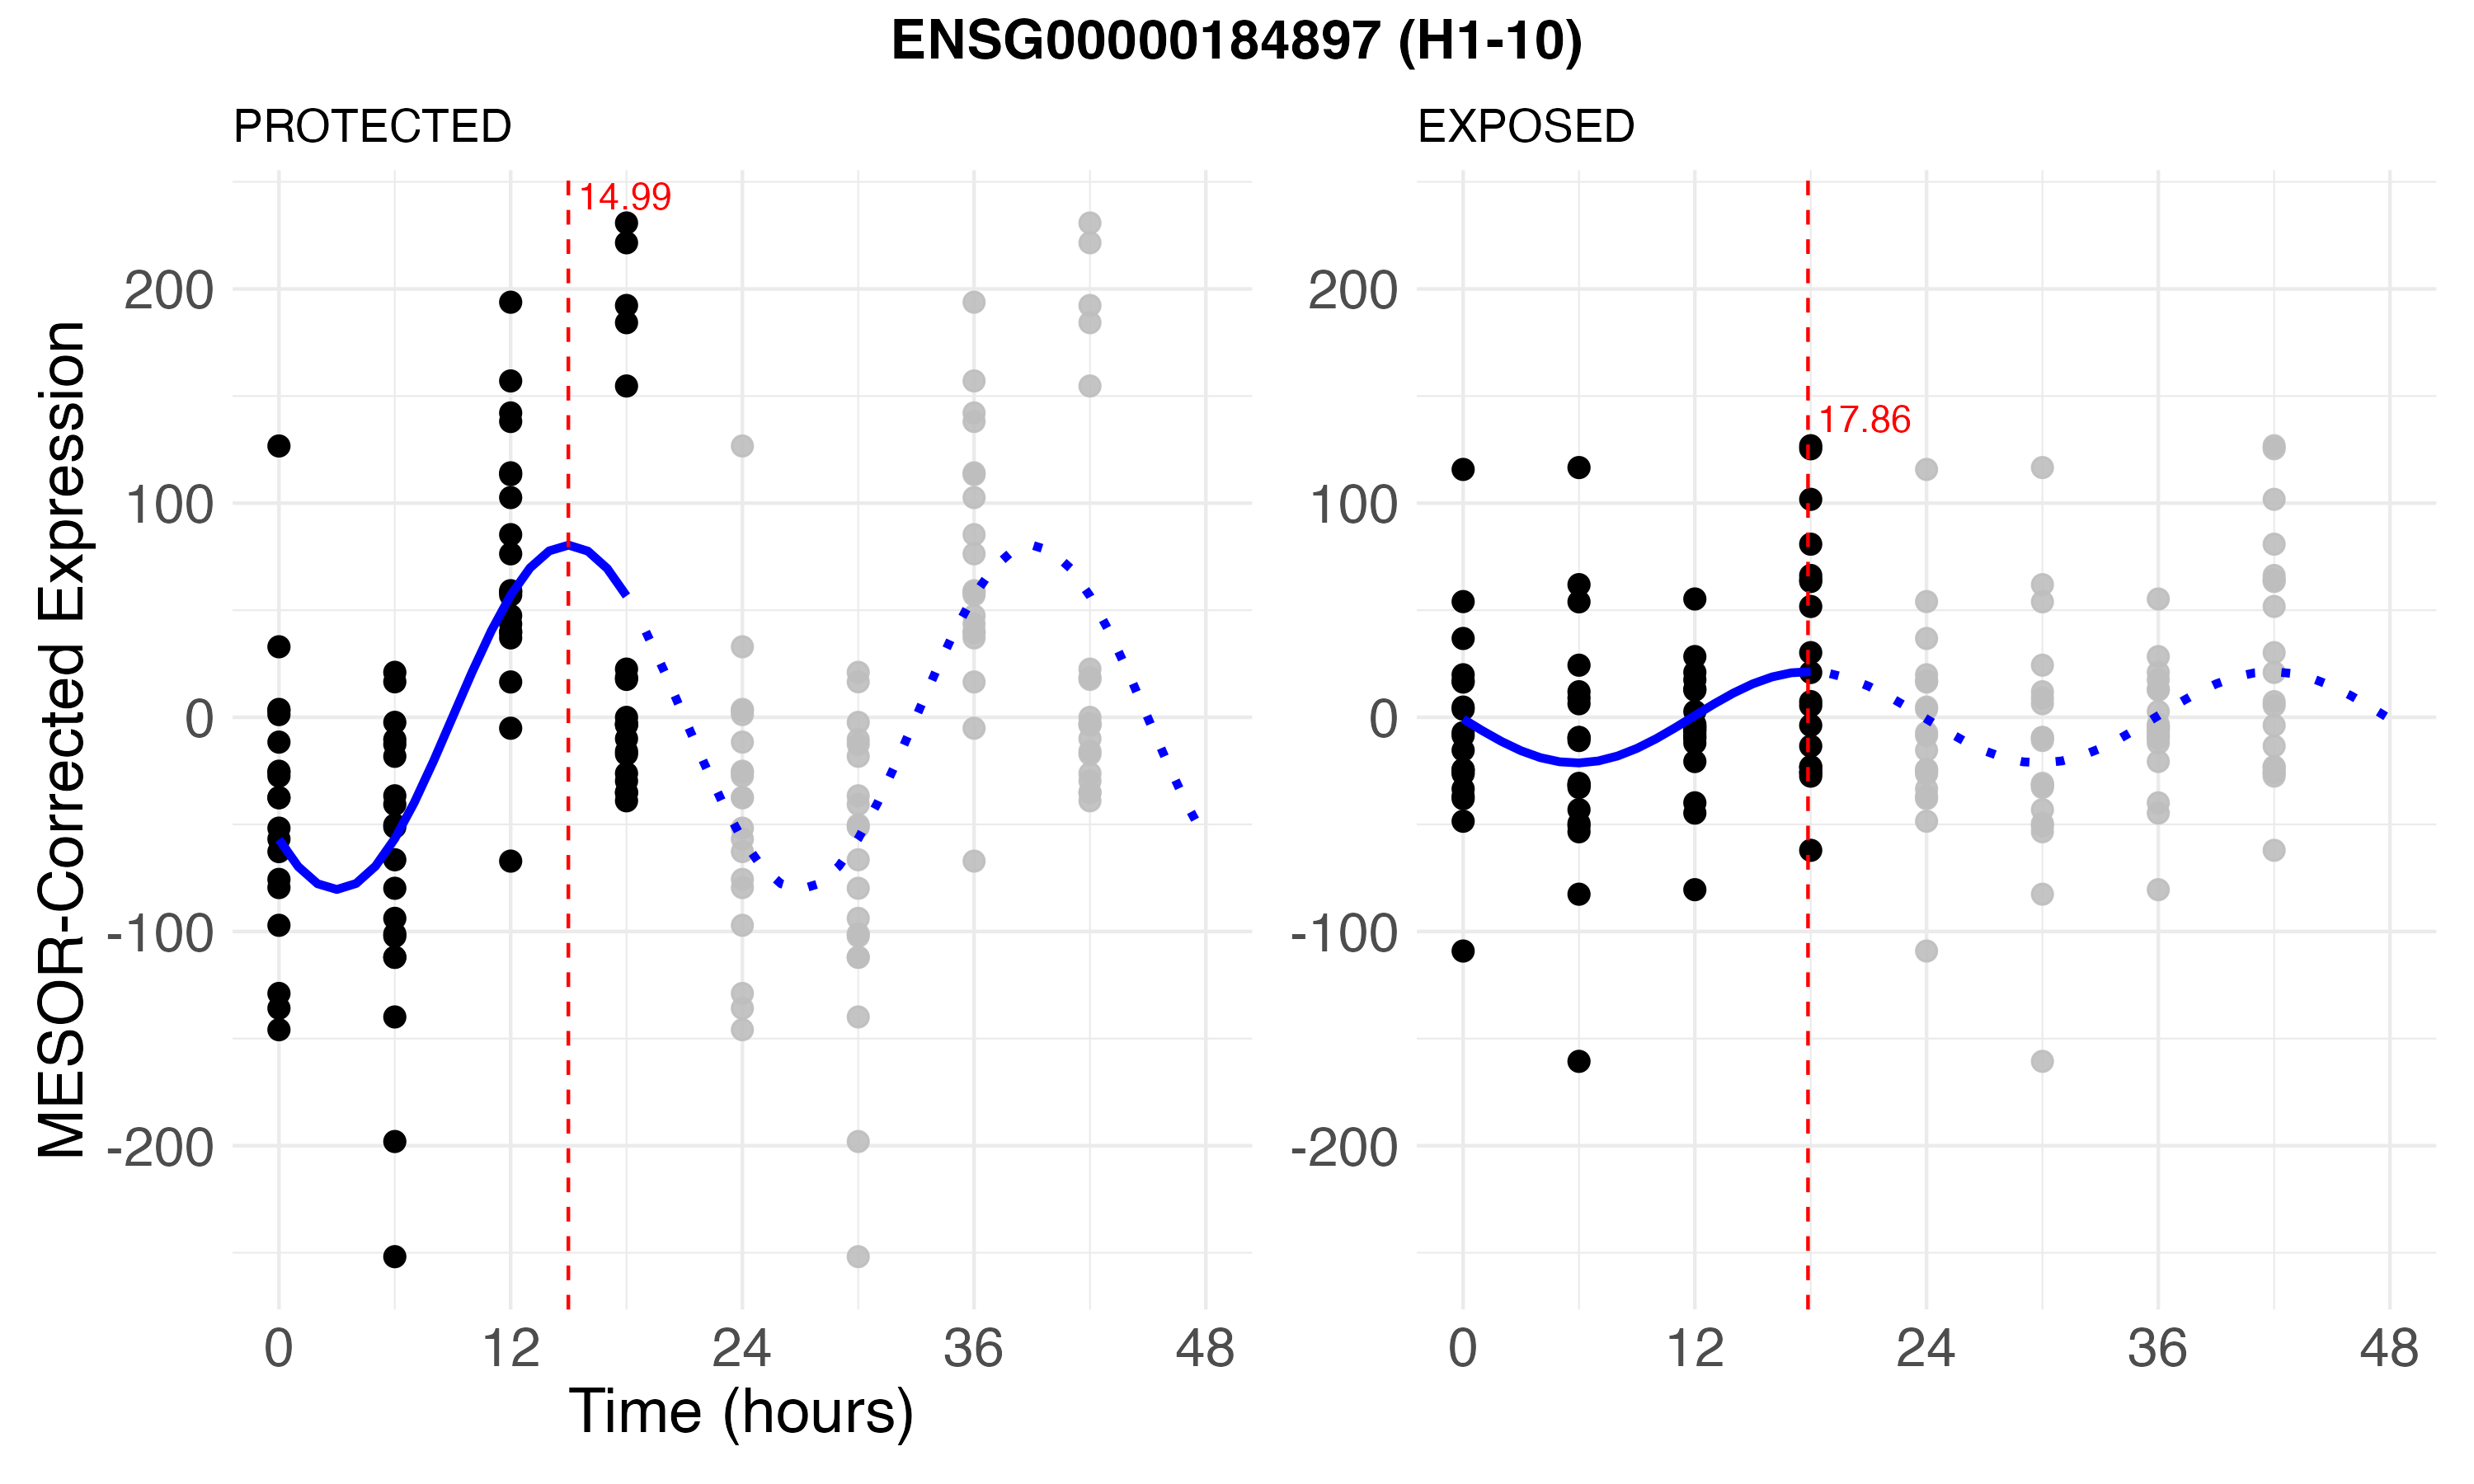 ENSG00000184897 (H1-10)
PROTECTED
EXPOSED
MESOR-Corrected Expression
14.99
17.86
200
100
0
-100
-200
200
100
0
-100
-200
0 12 24 36 48
0 12 24 36 48
Time (hours)